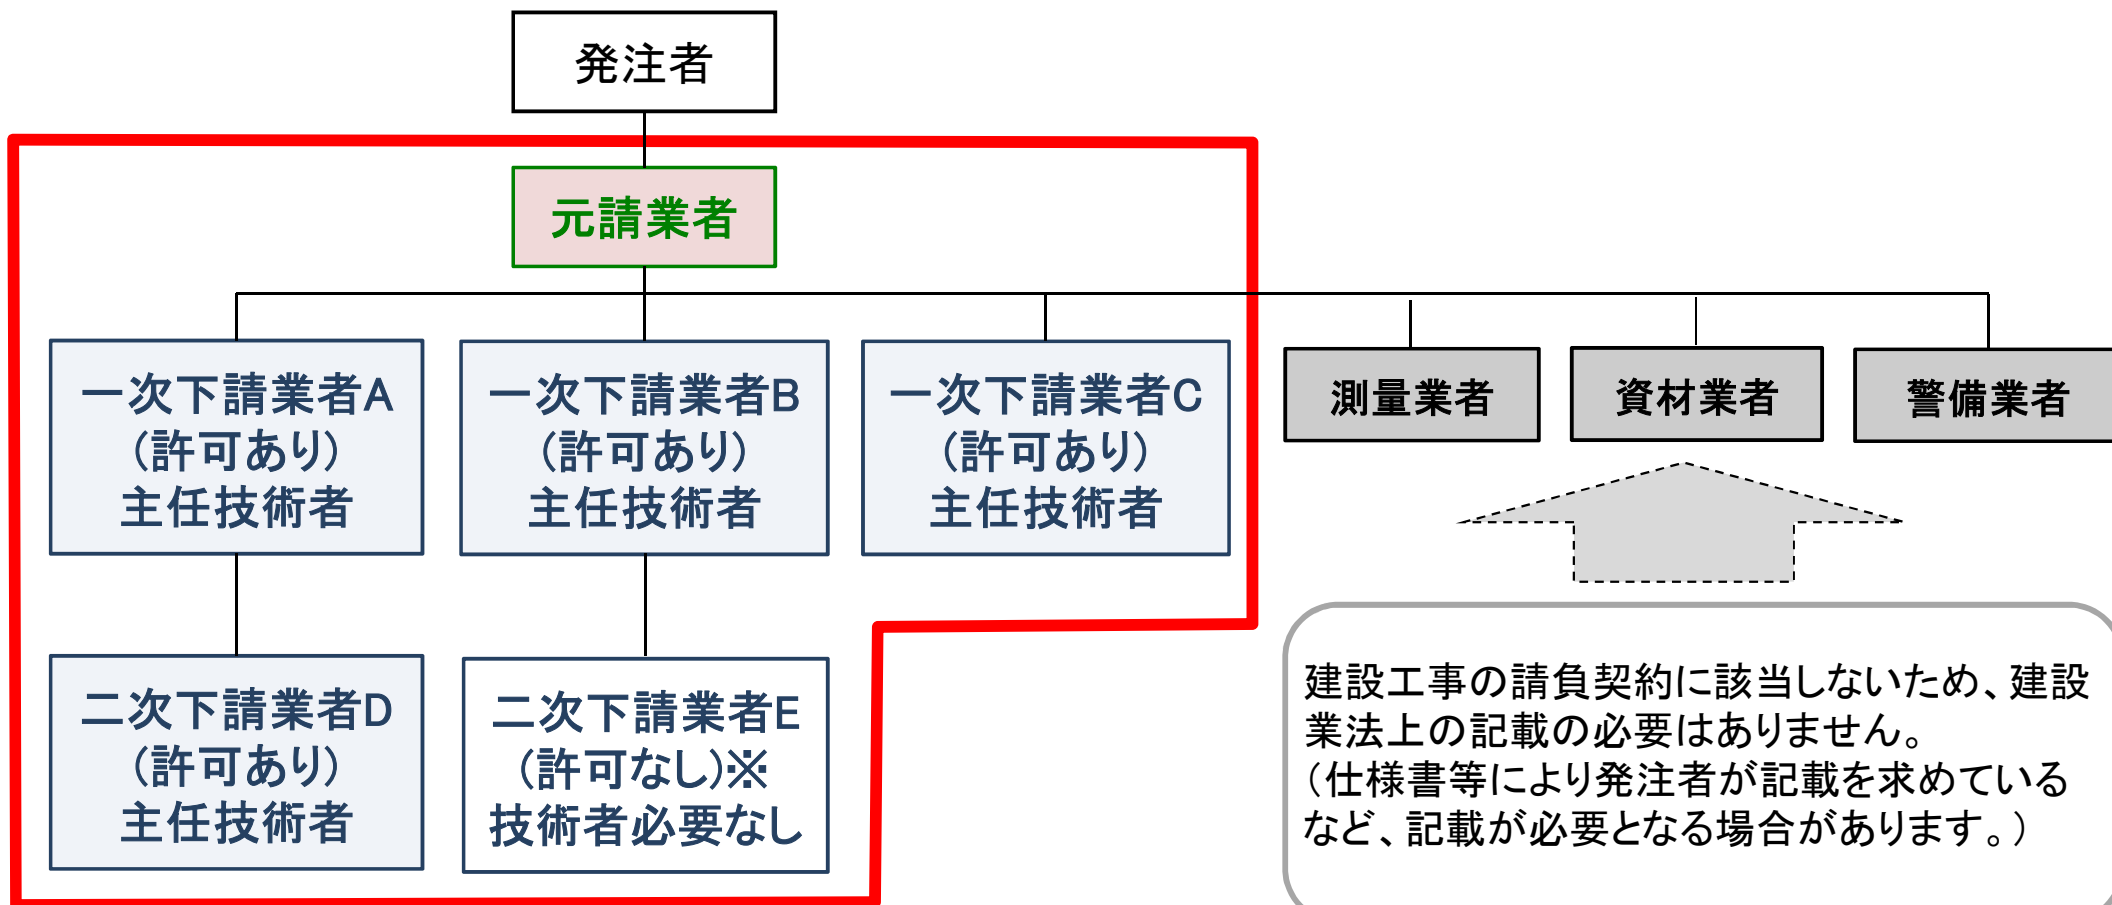 発注者
元請業者
一次下請業者A
(許可あり)
主任技術者
一次下請業者B
(許可あり)
主任技術者
一次下請業者C
(許可あり)
主任技術者
測量業者
資材業者
警備業者
二次下請業者D
(許可あり)
主任技術者
二次下請業者E
(許可なし)※
技術者必要なし
建設工事の請負契約に該当しないため、建設
業法上の記載の必要はありません。
(仕様書等により発注者が記載を求めている
など、記載が必要となる場合があります。)